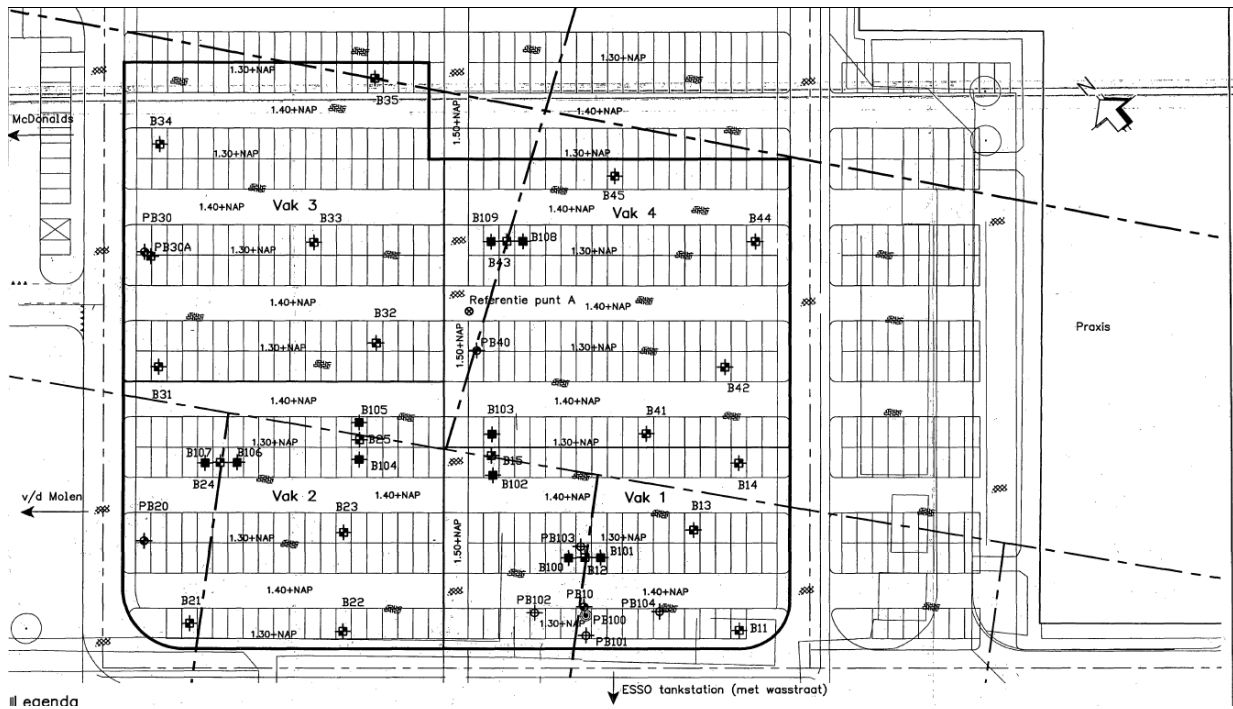 1.30+NAP
1.30+NAP
B35
1.40+NAP
1.50+NAP
1.40+NAP
N
McDonalds
B34
1.30+NAP
1.30+NAP
B45
1.40+NAP
Vak 3
1.40+NAP
Vak 4
PB30
B33
B109
B44
PB30A
1.30+NAP
B108
1.30+NAP
B43
1.40+NAP
Referentie punt A
1.40+NAP
B32
1.30+NAP
1.50+NAP
PB40
1.30+NAP
Praxis
B31
B42
1.40+NAP
1.40+NAP
B105
B103
B41
1.30+NAP
B25
1.30+NAP
B107
B106
B104
B15
B24
B102
B14
v/d Molen
Vak 2
1.40+NAP
1.40+NAP
Vak 1
PB20
B23
B13
1.30+NAP
1.50+NAP
PB103
1.30+NAP
B100
B101
B12
1.40+NAP
1.40+NAP
B21
B22
PB102
PB10
PB104
1.30+NAP
1.30+NAP
PB100
PB101
B11
ESSO tankstation (met wasstraat)
Legenda